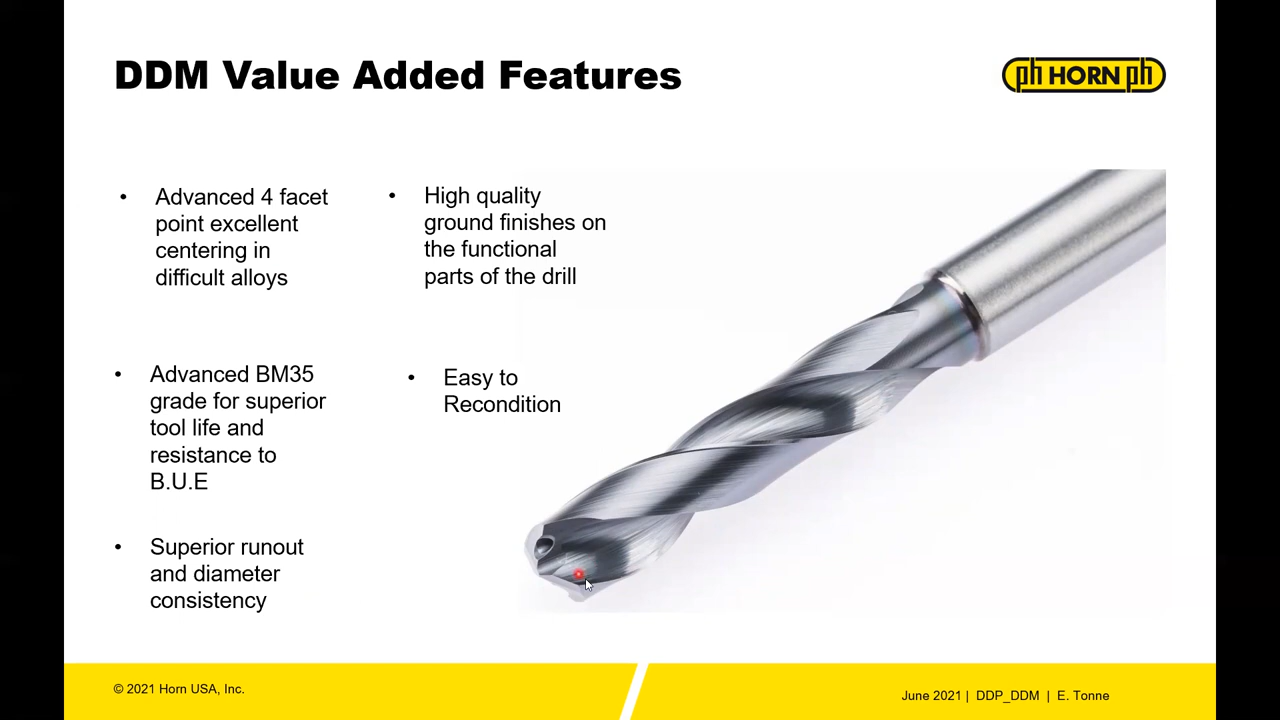 DDM Value Added Features
ph HORN ph
• Advanced 4 facet
point excellent
centering in
difficult alloys
• High quality
ground finishes on
the functional
parts of the drill
• Advanced BM35
grade for superior
tool life and
resistance to
B.U.E
• Easy to
Recondition
• Superior runout
and diameter
consistency
© 2021 Horn USA, Inc.
June 2021 | DDP_DDM | E. Tonne